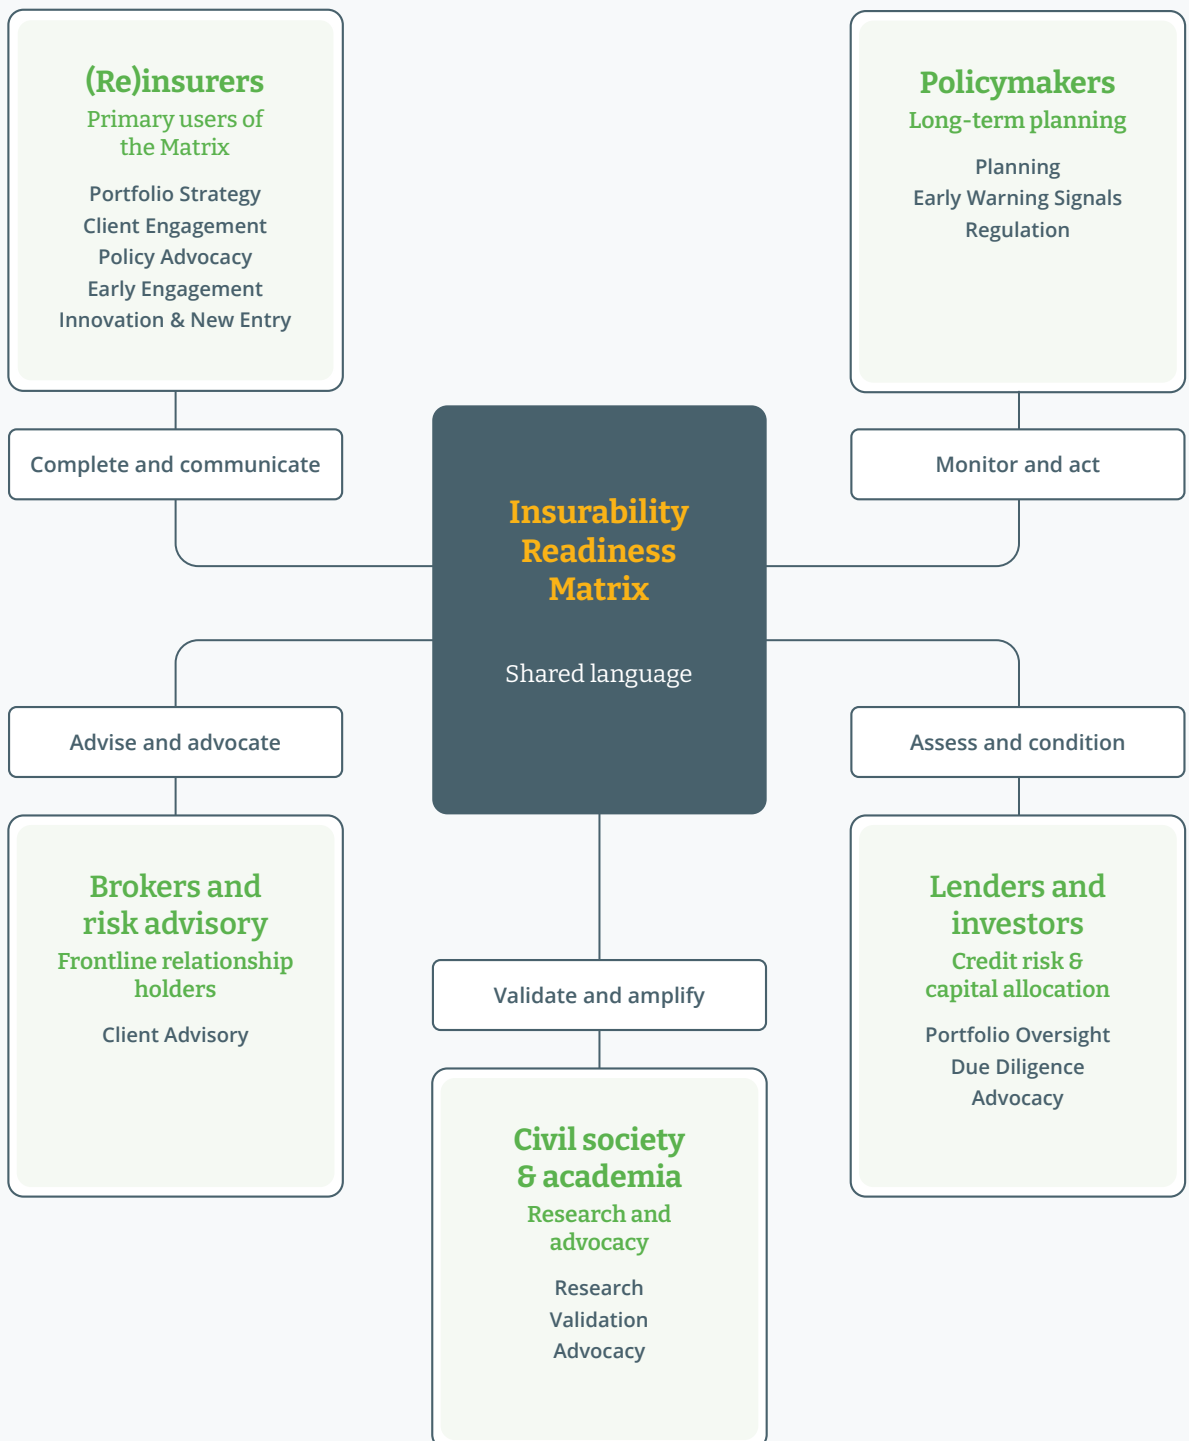 (Re)insurers
Primary users of
the Matrix
Portfolio Strategy
Client Engagement
Policy Advocacy
Early Engagement
Innovation & New Entry
Complete and communicate
Policymakers
Long-term planning
Planning
Early Warning Signals
Regulation
Monitor and act
Insurability
Readiness
Matrix
Shared language
Advise and advocate
Brokers and
risk advisory
Frontline relationship
holders
Client Advisory
Validate and amplify
Civil society
& academia
Research and
advocacy
Research
Validation
Advocacy
Assess and condition
Lenders and
investors
Credit risk &
capital allocation
Portfolio Oversight
Due Diligence
Advocacy